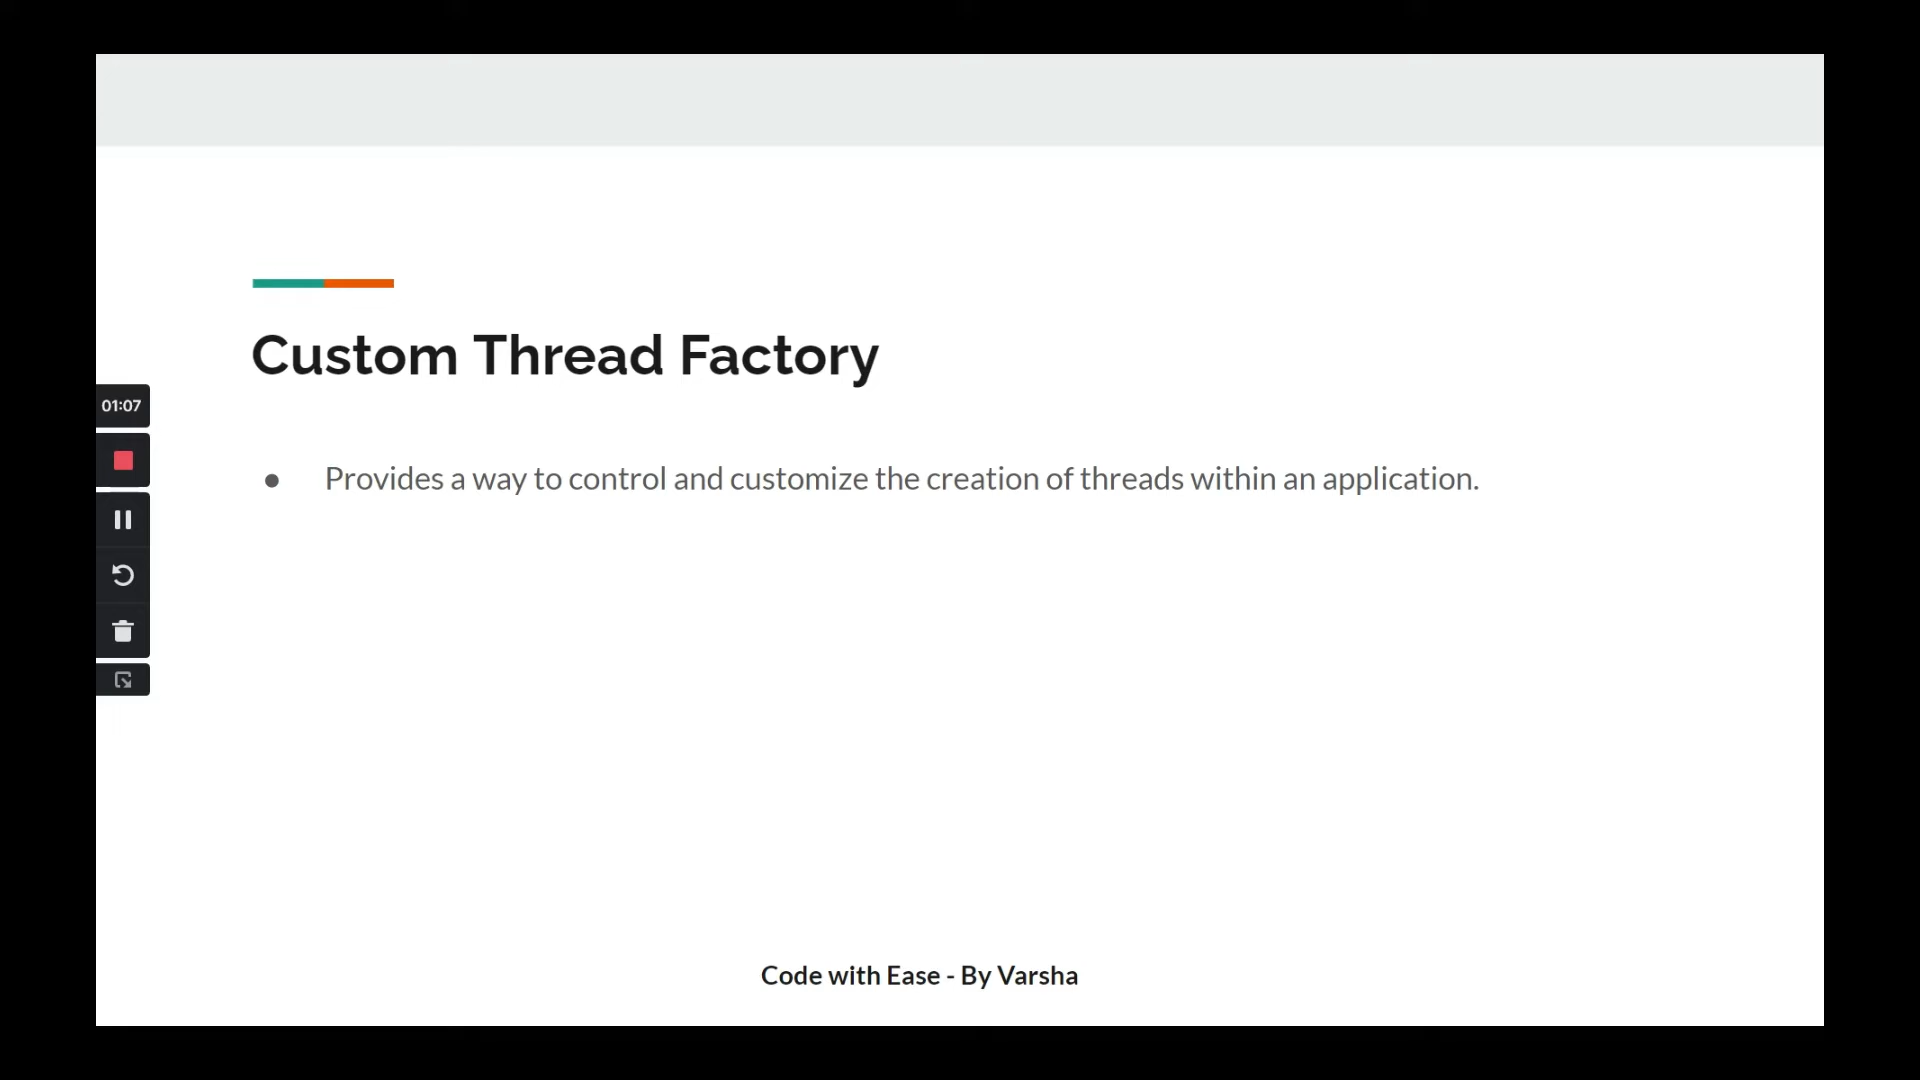 Custom Thread Factory
01:07
● Provides a way to control and customize the creation of threads within an application.
Code with Ease - By Varsha